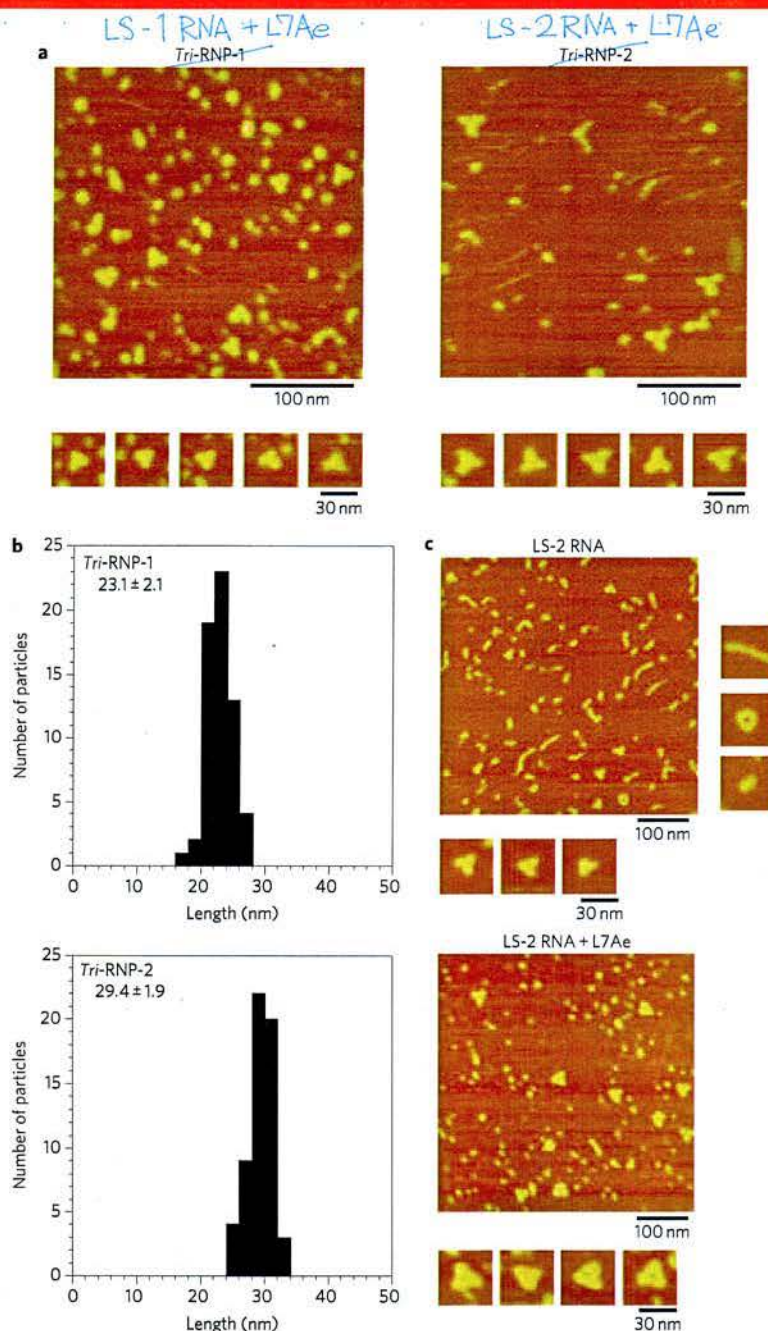 LS-1 RNA + L7Ae
LS-2 RNA + L7Ae
a
Tri-RNP-1
Tri-RNP-2
100 nm
100 nm
30 nm
30 nm
b
25
20
15
10
5
0
Number of particles
Tri-RNP-1
23.1 ± 2.1
0 10 20 30 40 50
Length (nm)
25
20
15
10
5
0
Number of particles
Tri-RNP-2
29.4 ± 1.9
0 10 20 30 40 50
Length (nm)
c
LS-2 RNA
100 nm
30 nm
LS-2 RNA + L7Ae
100 nm
30 nm